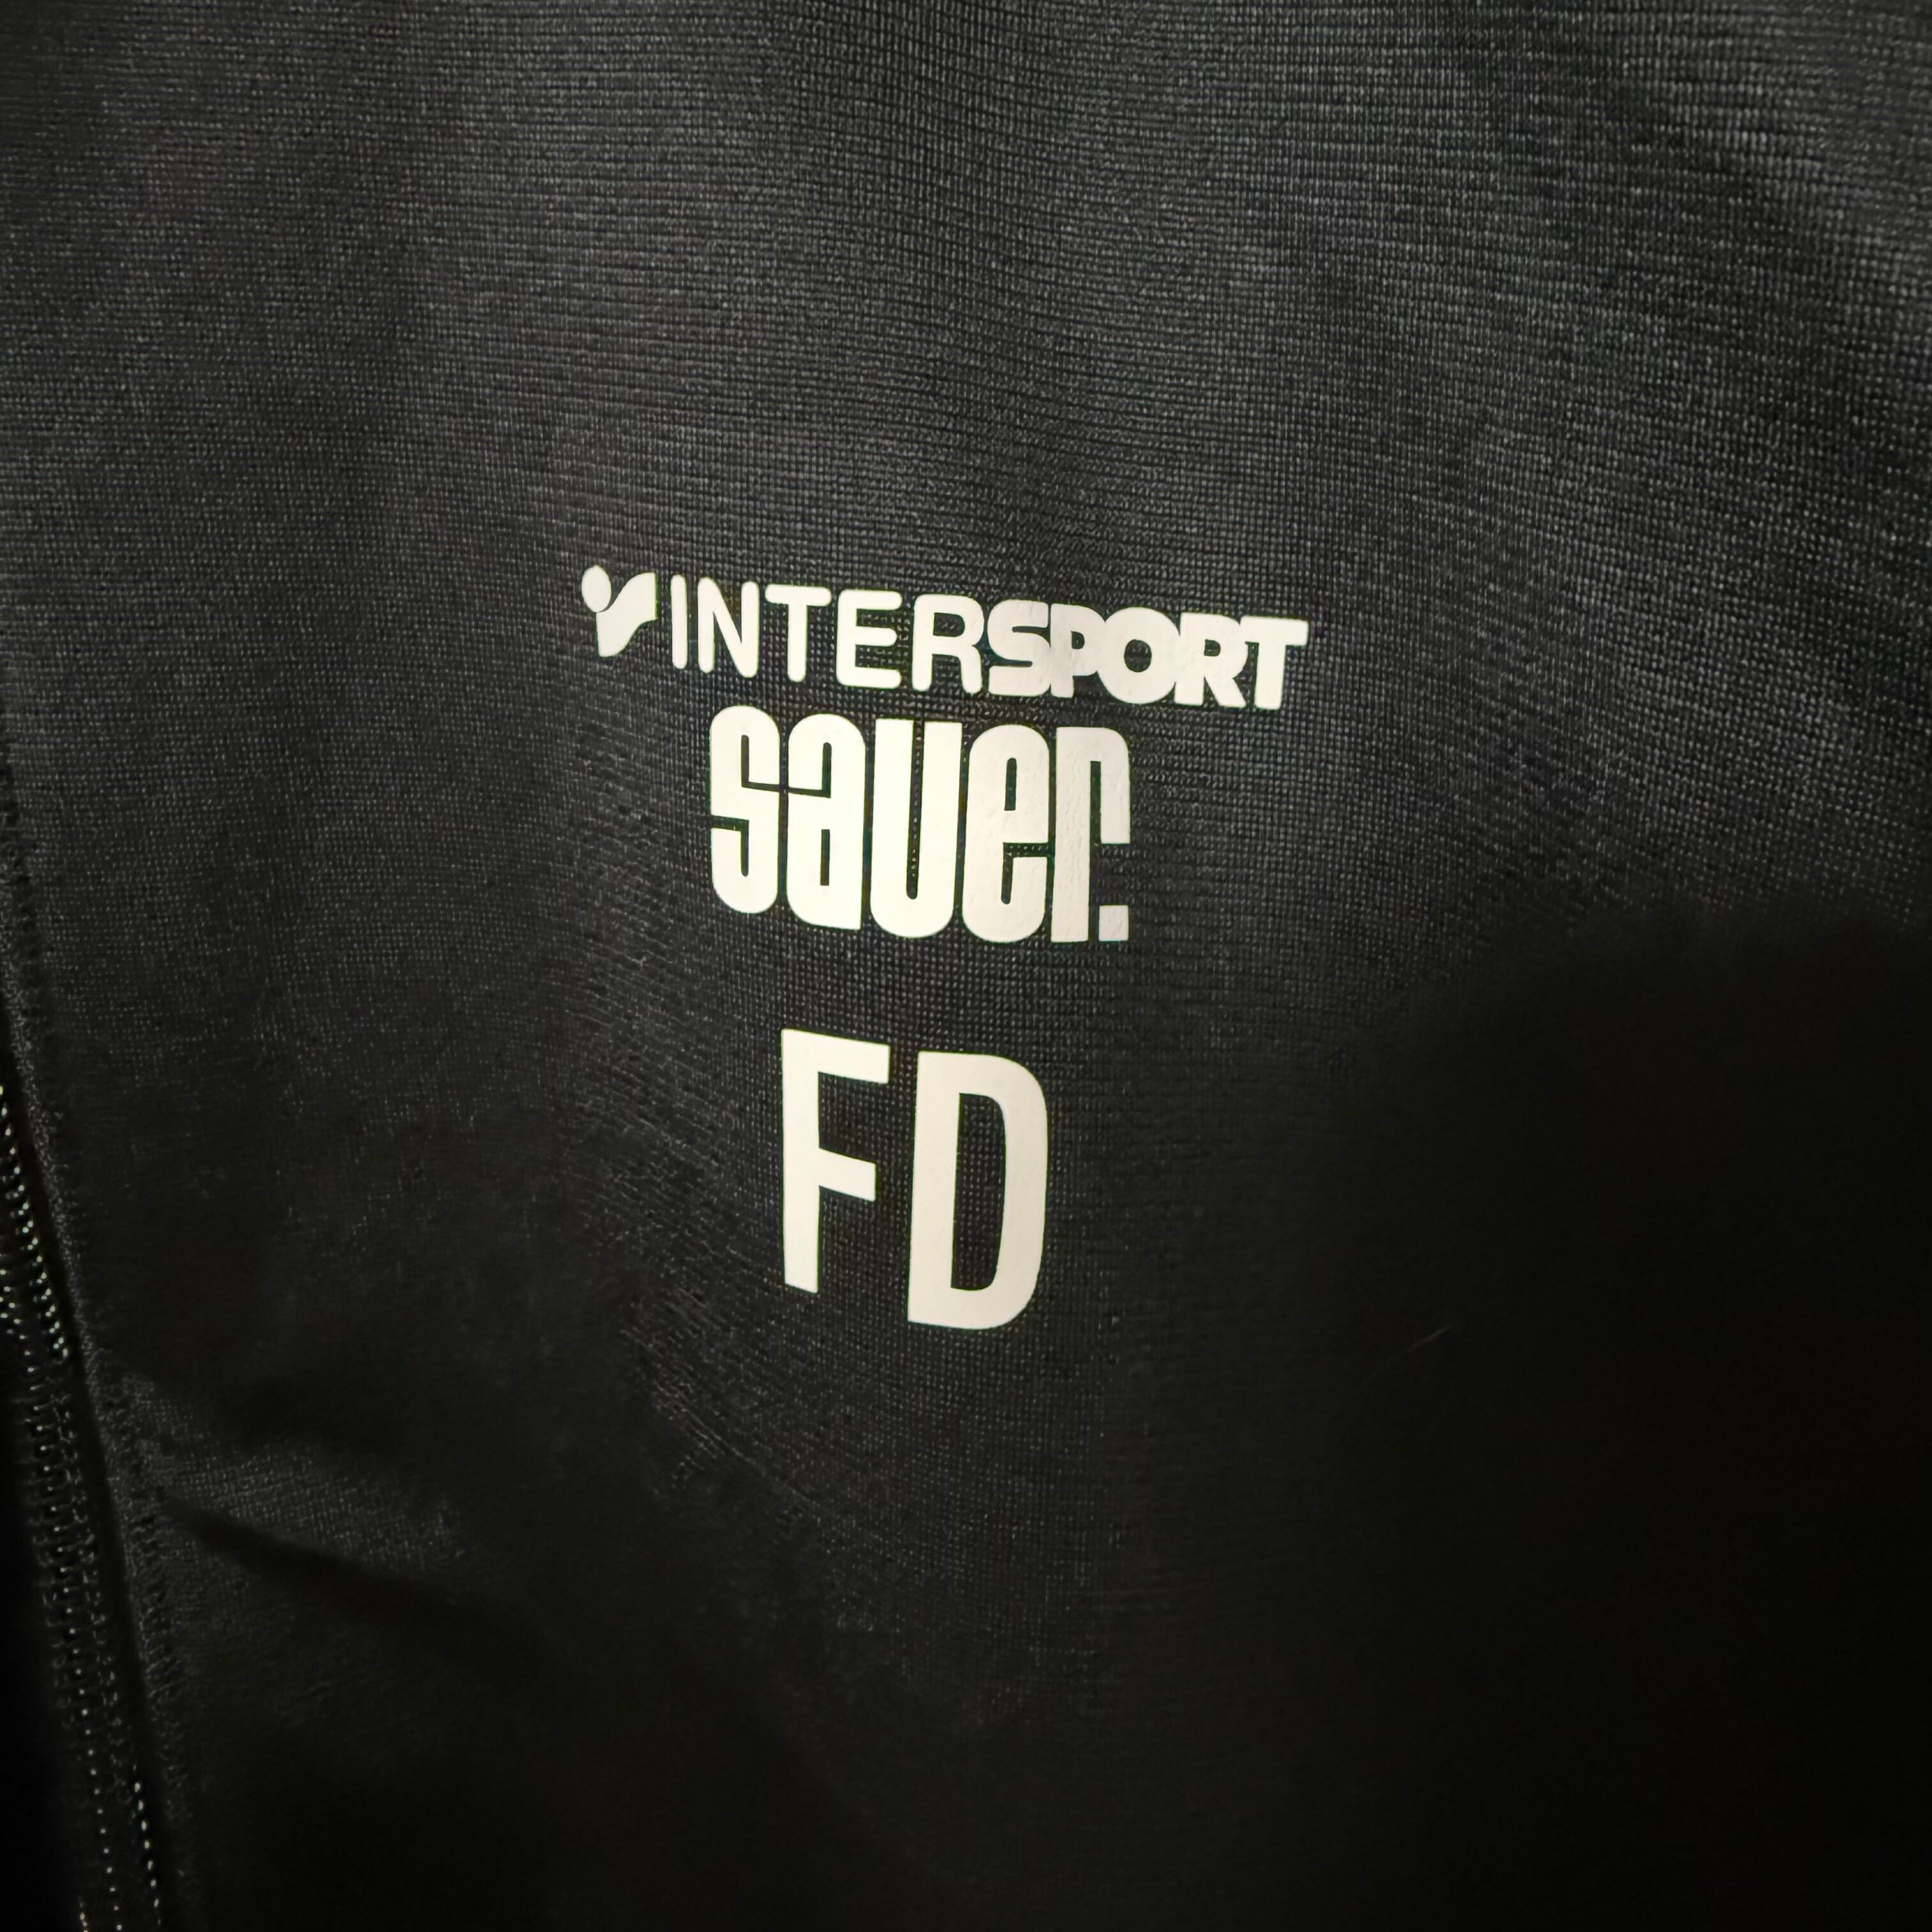 INTERSPORT
sauer.
FD